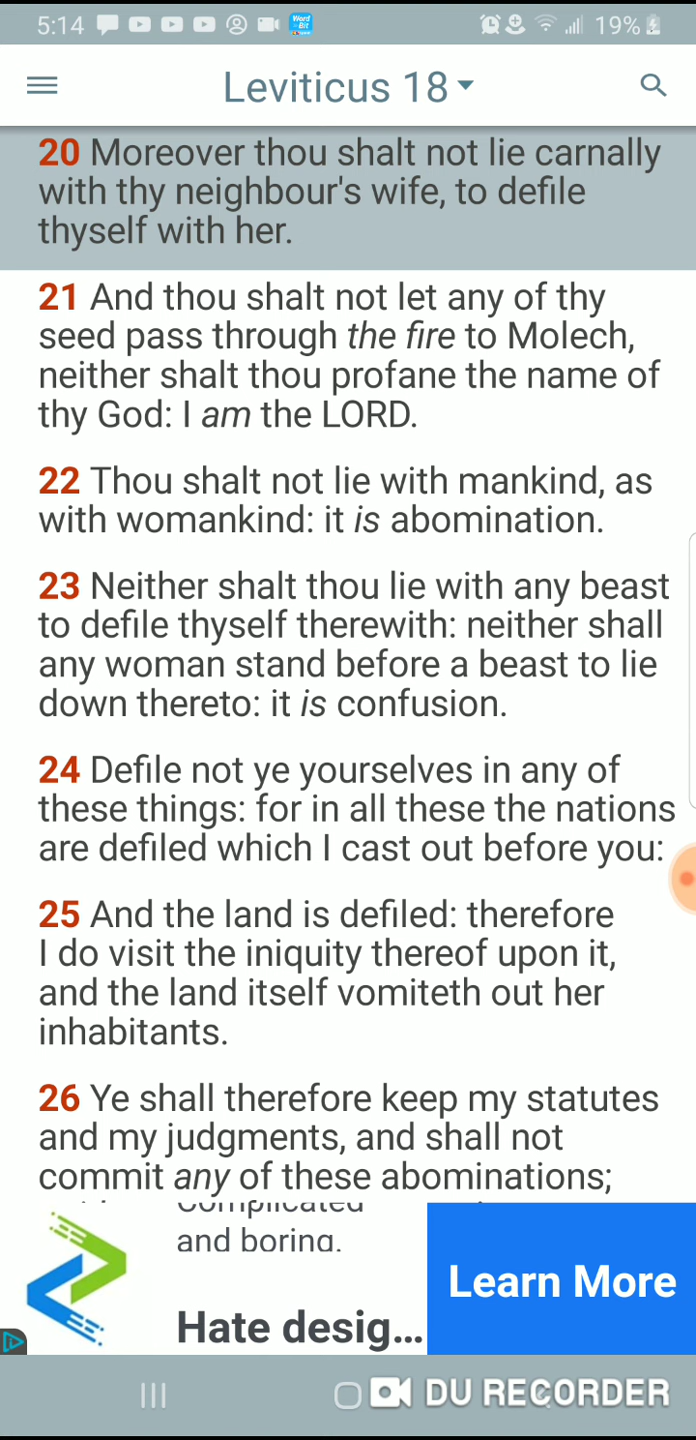 5:14
Word
Bit
19%
Leviticus 18
20 Moreover thou shalt not lie carnally
with thy neighbour's wife, to defile
thyself with her.
21 And thou shalt not let any of thy
seed pass through the fire to Molech,
neither shalt thou profane the name of
thy God: I am the LORD.
22 Thou shalt not lie with mankind, as
with womankind: it is abomination.
23 Neither shalt thou lie with any beast
to defile thyself therewith: neither shall
any woman stand before a beast to lie
down thereto: it is confusion.
24 Defile not ye yourselves in any of
these things: for in all these the nations
are defiled which I cast out before you:
25 And the land is defiled: therefore
I do visit the iniquity thereof upon it,
and the land itself vomiteth out her
inhabitants.
26 Ye shall therefore keep my statutes
and my judgments, and shall not
commit any of these abominations;
Complicated
and boring.
Learn More
Hate desig...
DU RECORDER